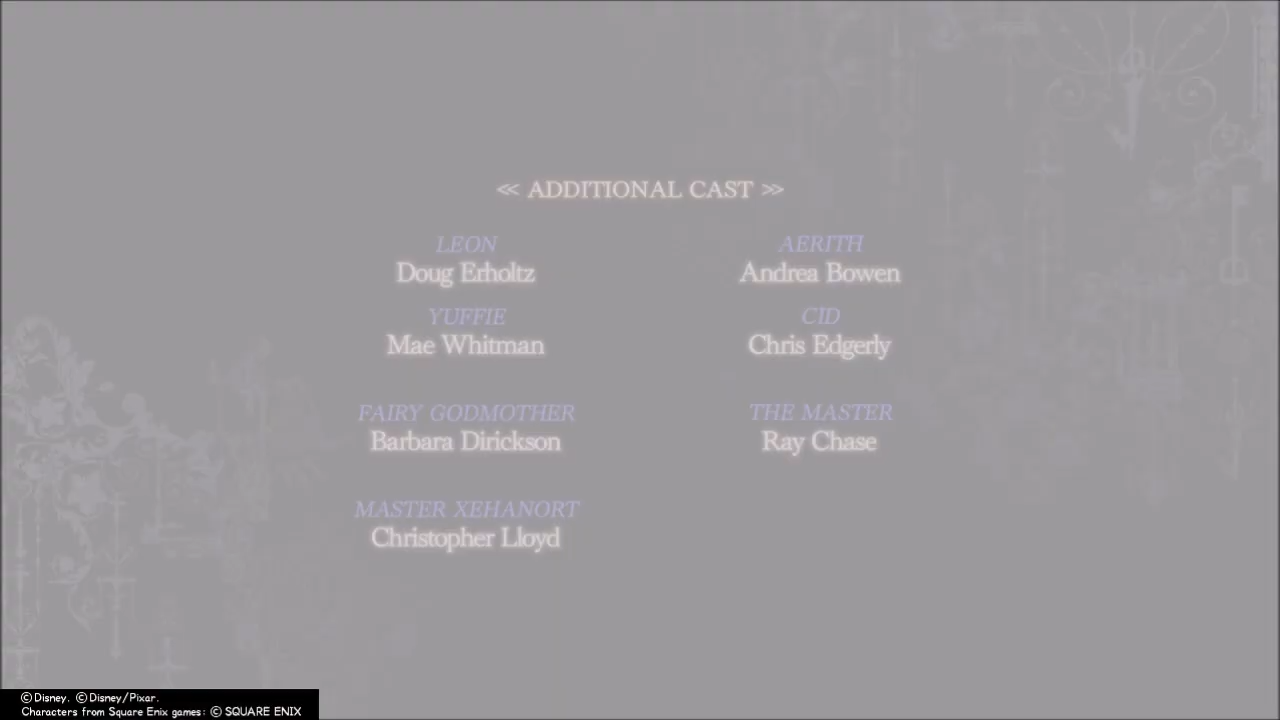 ≪ ADDITIONAL CAST ≫
LEON
Doug Erholtz
AERITH
Andrea Bowen
YUFFIE
Mae Whitman
CID
Chris Edgerly
FAIRY GODMOTHER
Barbara Dirickson
THE MASTER
Ray Chase
MASTER XEHANORT
Christopher Lloyd
©Disney. ©Disney/Pixar.
Characters from Square Enix games: © SQUARE ENIX